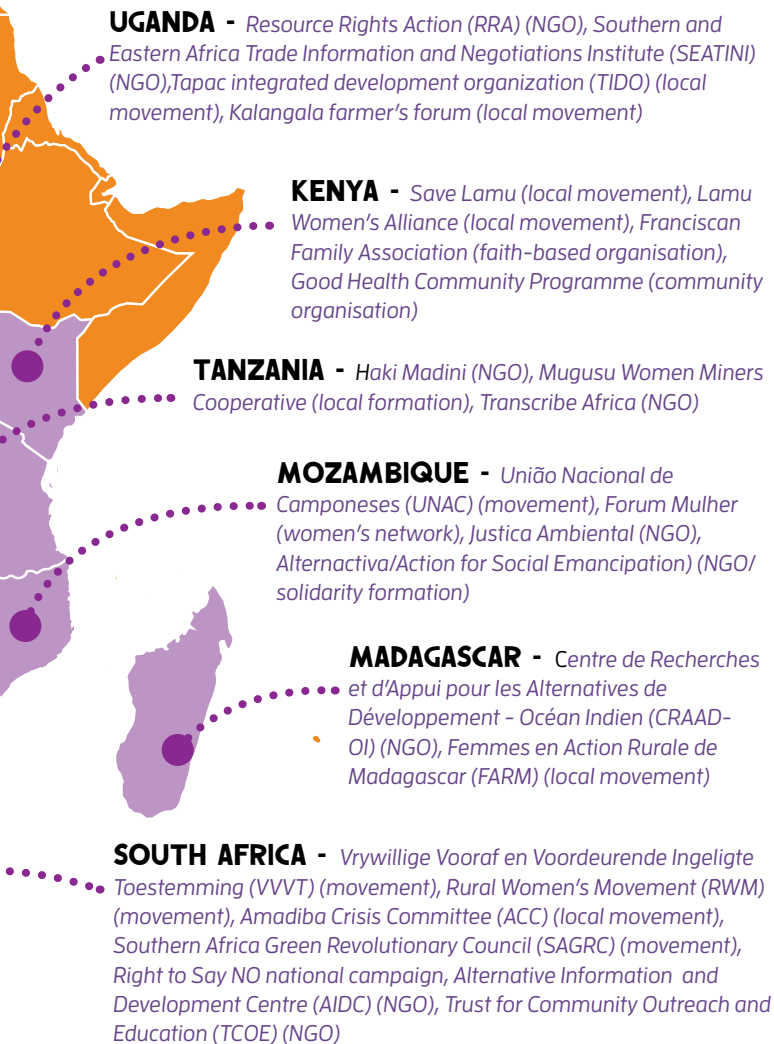 UGANDA - Resource Rights Action (RRA) (NGO), Southern and
Eastern Africa Trade Information and Negotiations Institute (SEATINI)
(NGO),Tapac integrated development organization (TIDO) (local
movement), Kalangala farmer's forum (local movement)
KENYA - Save Lamu (local movement), Lamu
Women's Alliance (local movement), Franciscan
Family Association (faith-based organisation),
Good Health Community Programme (community
organisation)
TANZANIA - Haki Madini (NGO), Mugusu Women Miners
Cooperative (local formation), Transcribe Africa (NGO)
MOZAMBIQUE - União Nacional de
Camponeses (UNAC) (movement), Forum Mulher
(women's network), Justica Ambiental (NGO),
Alternactiva/Action for Social Emancipation) (NGO/
solidarity formation)
MADAGASCAR - Centre de Recherches
et d'Appui pour les Alternatives de
Développement - Océan Indien (CRAAD-
OI) (NGO), Femmes en Action Rurale de
Madagascar (FARM) (local movement)
SOUTH AFRICA - Vrywillige Vooraf en Voordeurende Ingeligte
Toestemming (VVVT) (movement), Rural Women's Movement (RWM)
(movement), Amadiba Crisis Committee (ACC) (local movement),
Southern Africa Green Revolutionary Council (SAGRC) (movement),
Right to Say NO national campaign, Alternative Information and
Development Centre (AIDC) (NGO), Trust for Community Outreach and
Education (TCOE) (NGO)